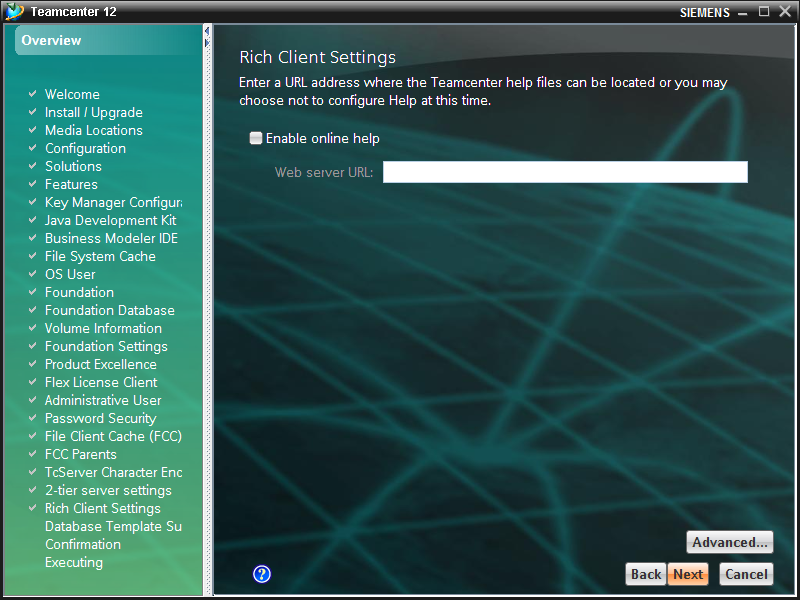 Teamcenter 12
SIEMENS
Overview
Welcome
Install / Upgrade
Media Locations
Configuration
Solutions
Features
Key Manager Configura
Java Development Kit
Business Modeler IDE
File System Cache
OS User
Foundation
Foundation Database
Volume Information
Foundation Settings
Product Excellence
Flex License Client
Administrative User
Password Security
File Client Cache (FCC)
FCC Parents
TcServer Character Enc
2-tier server settings
Rich Client Settings
Database Template Su
Confirmation
Executing
Rich Client Settings
Enter a URL address where the Teamcenter help files can be located or you may
choose not to configure Help at this time.
Enable online help
Web server URL:
Advanced...
?
Back Next Cancel